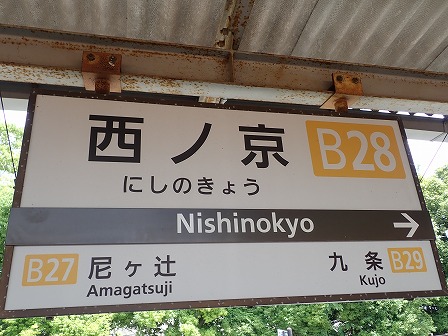 西ノ京 B28
にしのきょう
Nishinokyo →
B27 尼ヶ辻 九条 B29
Amagatsuji Kujo